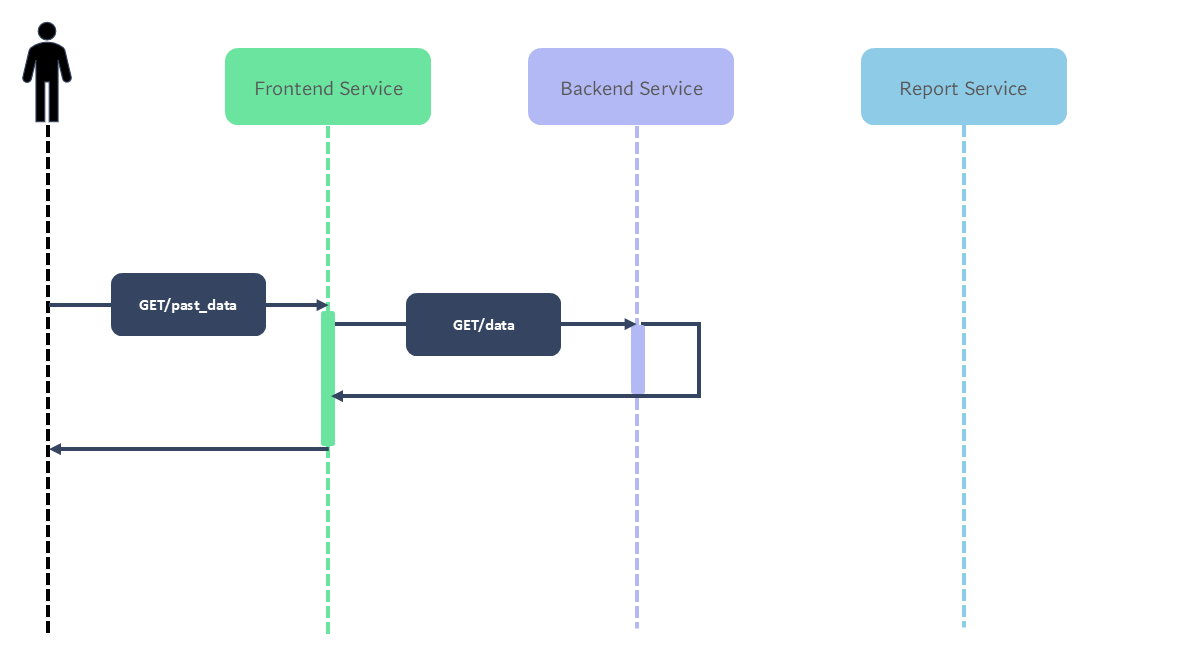 Frontend Service
Backend Service
Report Service
GET/past_data
GET/data